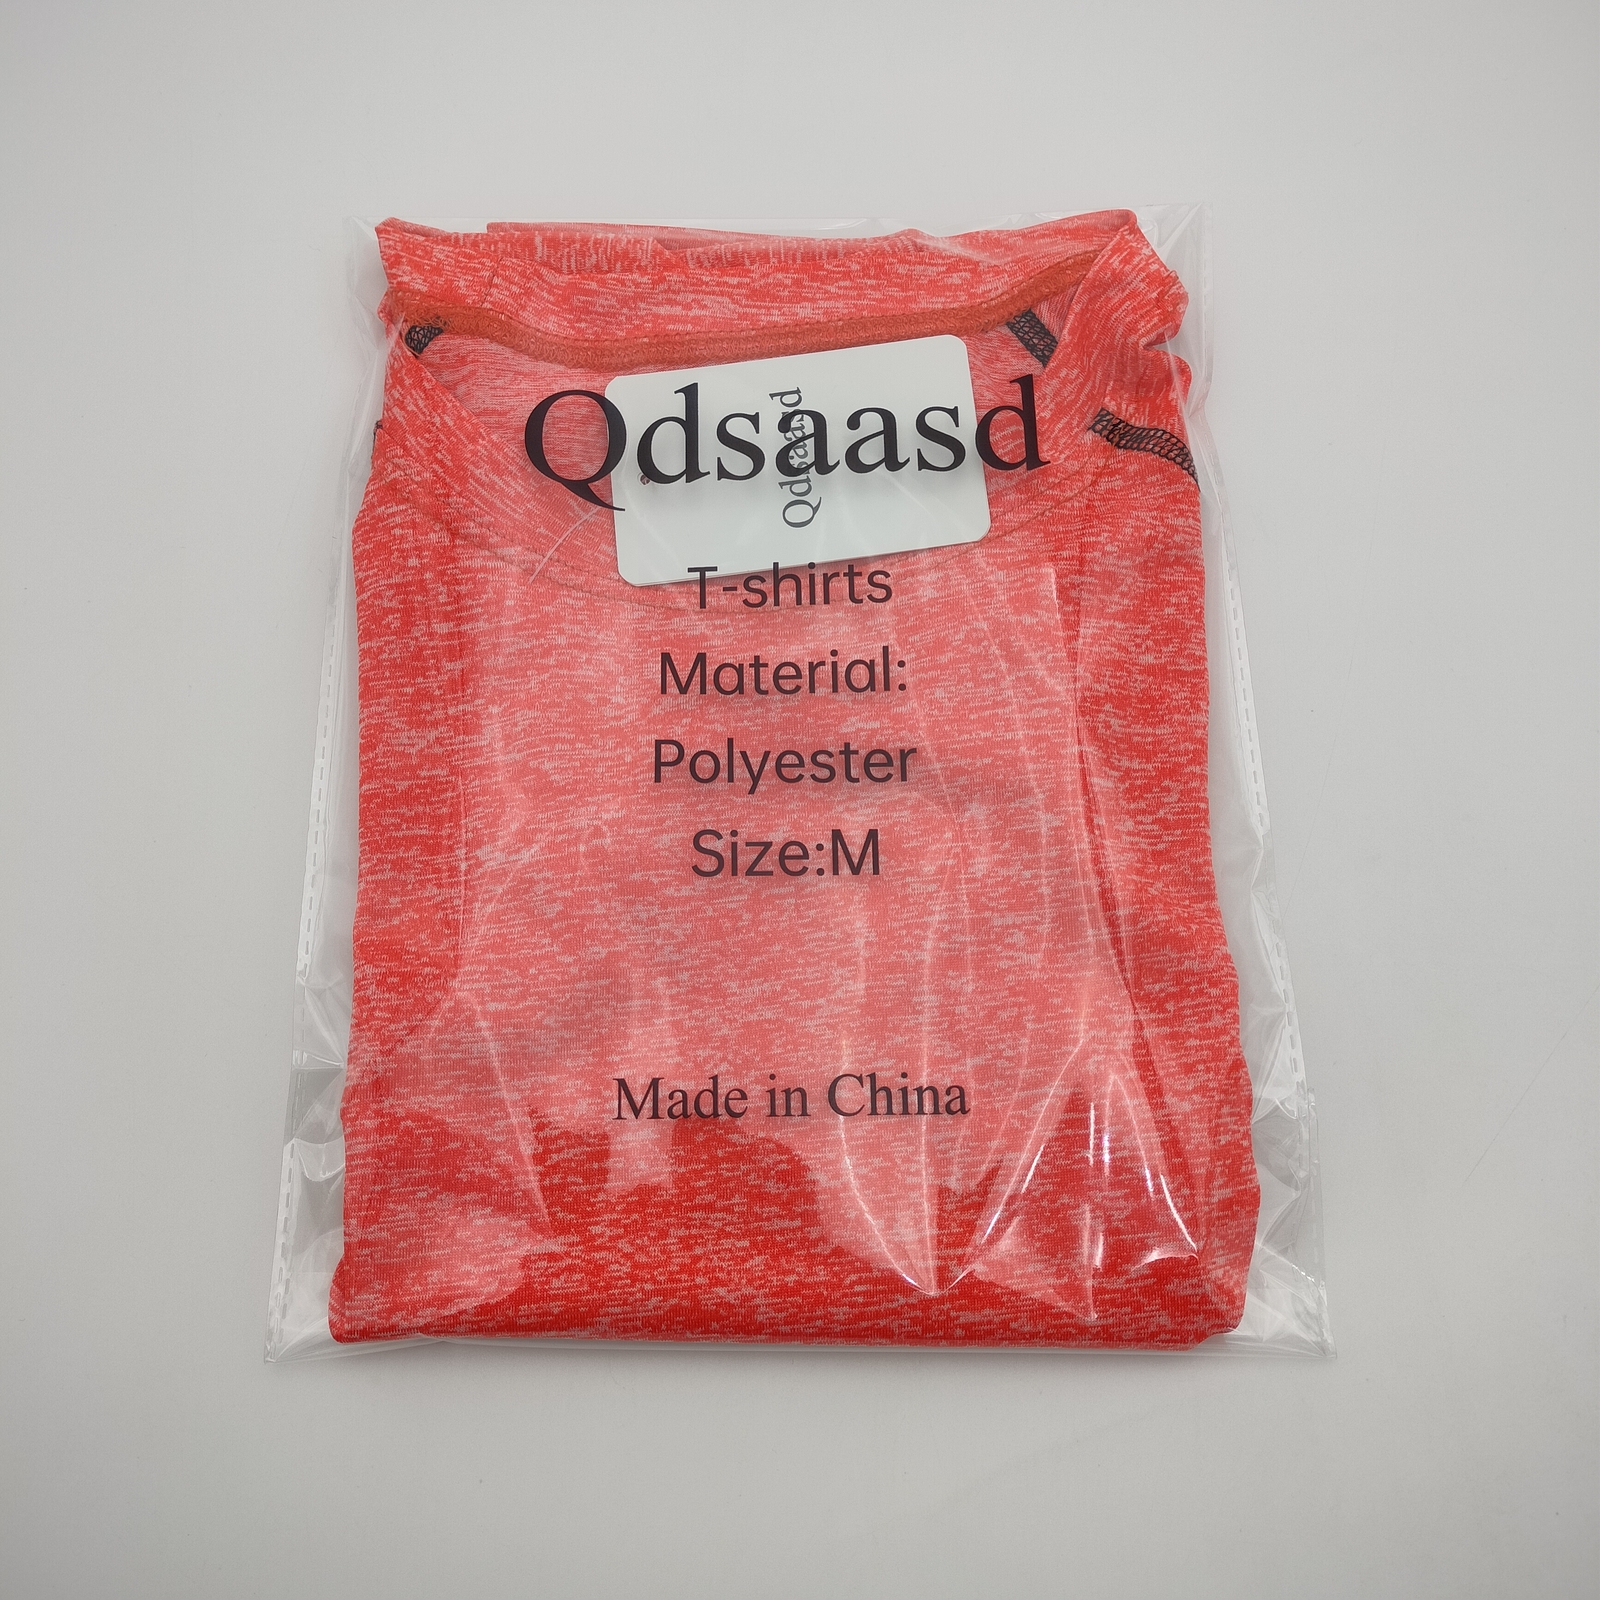 Qdsaasd
Qdsaasd
T-shirts
Material:
Polyester
Size:M
Made in China